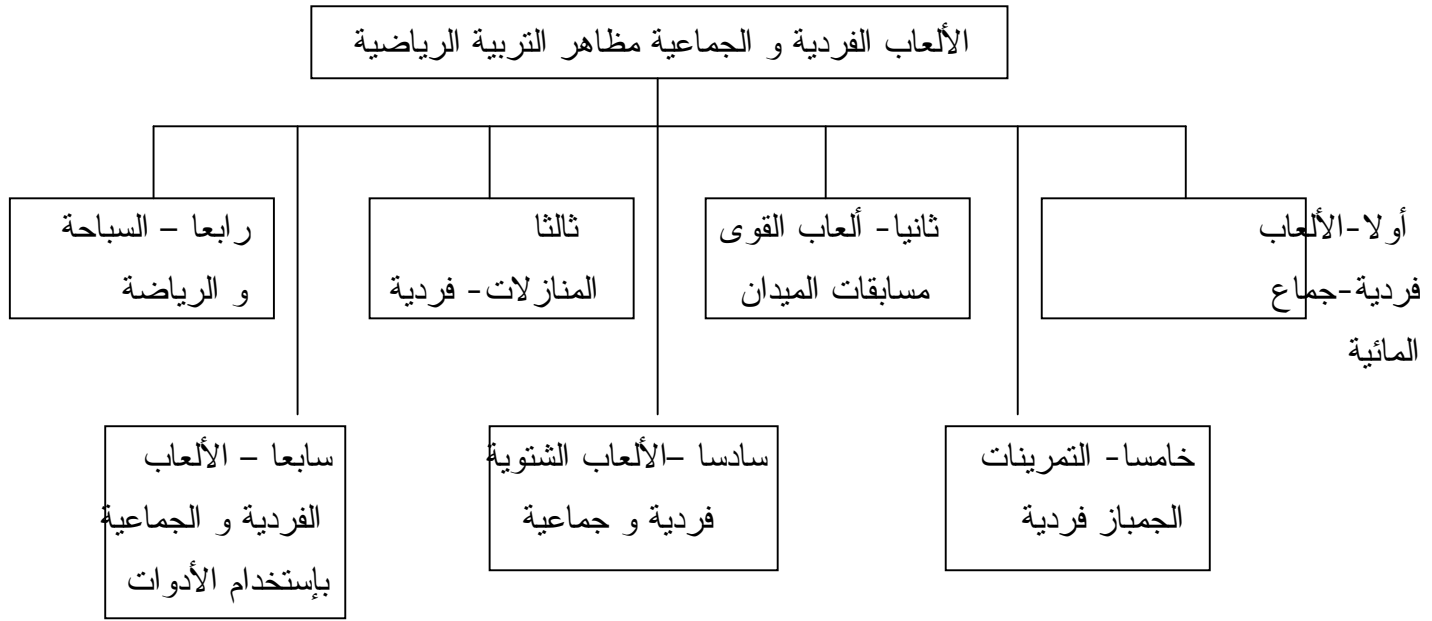 الألعاب الفردية و الجماعية مظاهر التربية الرياضية
أولا-الألعاب
فردية-جماع
المائية
ثانيا- ألعاب القوى
مسابقات الميدان
ثالثا
المنازلات- فردية
رابعا – السباحة
و الرياضة
خامسا- التمرينات
الجمباز فردية
سادسا –الألعاب الشتوية
فردية و جماعية
سابعا – الألعاب
الفردية و الجماعية
بإستخدام الأدوات